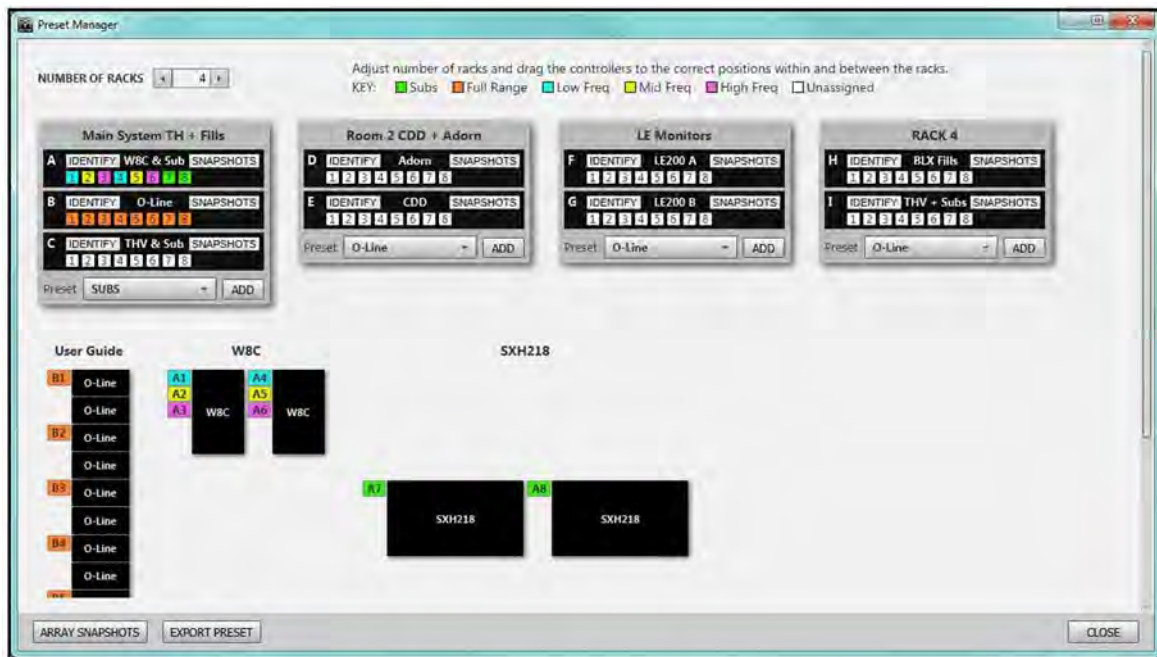 Preset Manager
NUMBER OF RACKS 4
Adjust number of racks and drag the controllers to the correct positions within and between the racks.
KEY: Subs Full Range Low Freq Mid Freq High Freq Unassigned
Main System TH + Fills
A IDENTIFY W8C & Sub SNAPSHOTS
1 2 3 4 5 6 7 8
B IDENTIFY O-Line SNAPSHOTS
1 2 3 4 5 6 7 8
C IDENTIFY THV & Sub SNAPSHOTS
1 2 3 4 5 6 7 8
Preset SUBS ADD
Room 2 CDD + Adorn
D IDENTIFY Adorn SNAPSHOTS
1 2 3 4 5 6 7 8
E IDENTIFY CDD SNAPSHOTS
1 2 3 4 5 6 7 8
Preset O-Line ADD
LE Monitors
F IDENTIFY LE200 A SNAPSHOTS
1 2 3 4 5 6 7 8
G IDENTIFY LE200 B SNAPSHOTS
1 2 3 4 5 6 7 8
Preset O-Line ADD
RACK 4
H IDENTIFY BLX Fills SNAPSHOTS
1 2 3 4 5 6 7 8
I IDENTIFY THV + Subs SNAPSHOTS
1 2 3 4 5 6 7 8
Preset O-Line ADD
User Guide
B1 O-Line
O-Line
B2 O-Line
O-Line
B3 O-Line
O-Line
B4 O-Line
O-Line
W8C
A1 A4
A2 A5
A3 W8C A6 W8C
SXH218
A7 A8
SXH218 SXH218
ARRAY SNAPSHOTS EXPORT PRESET CLOSE